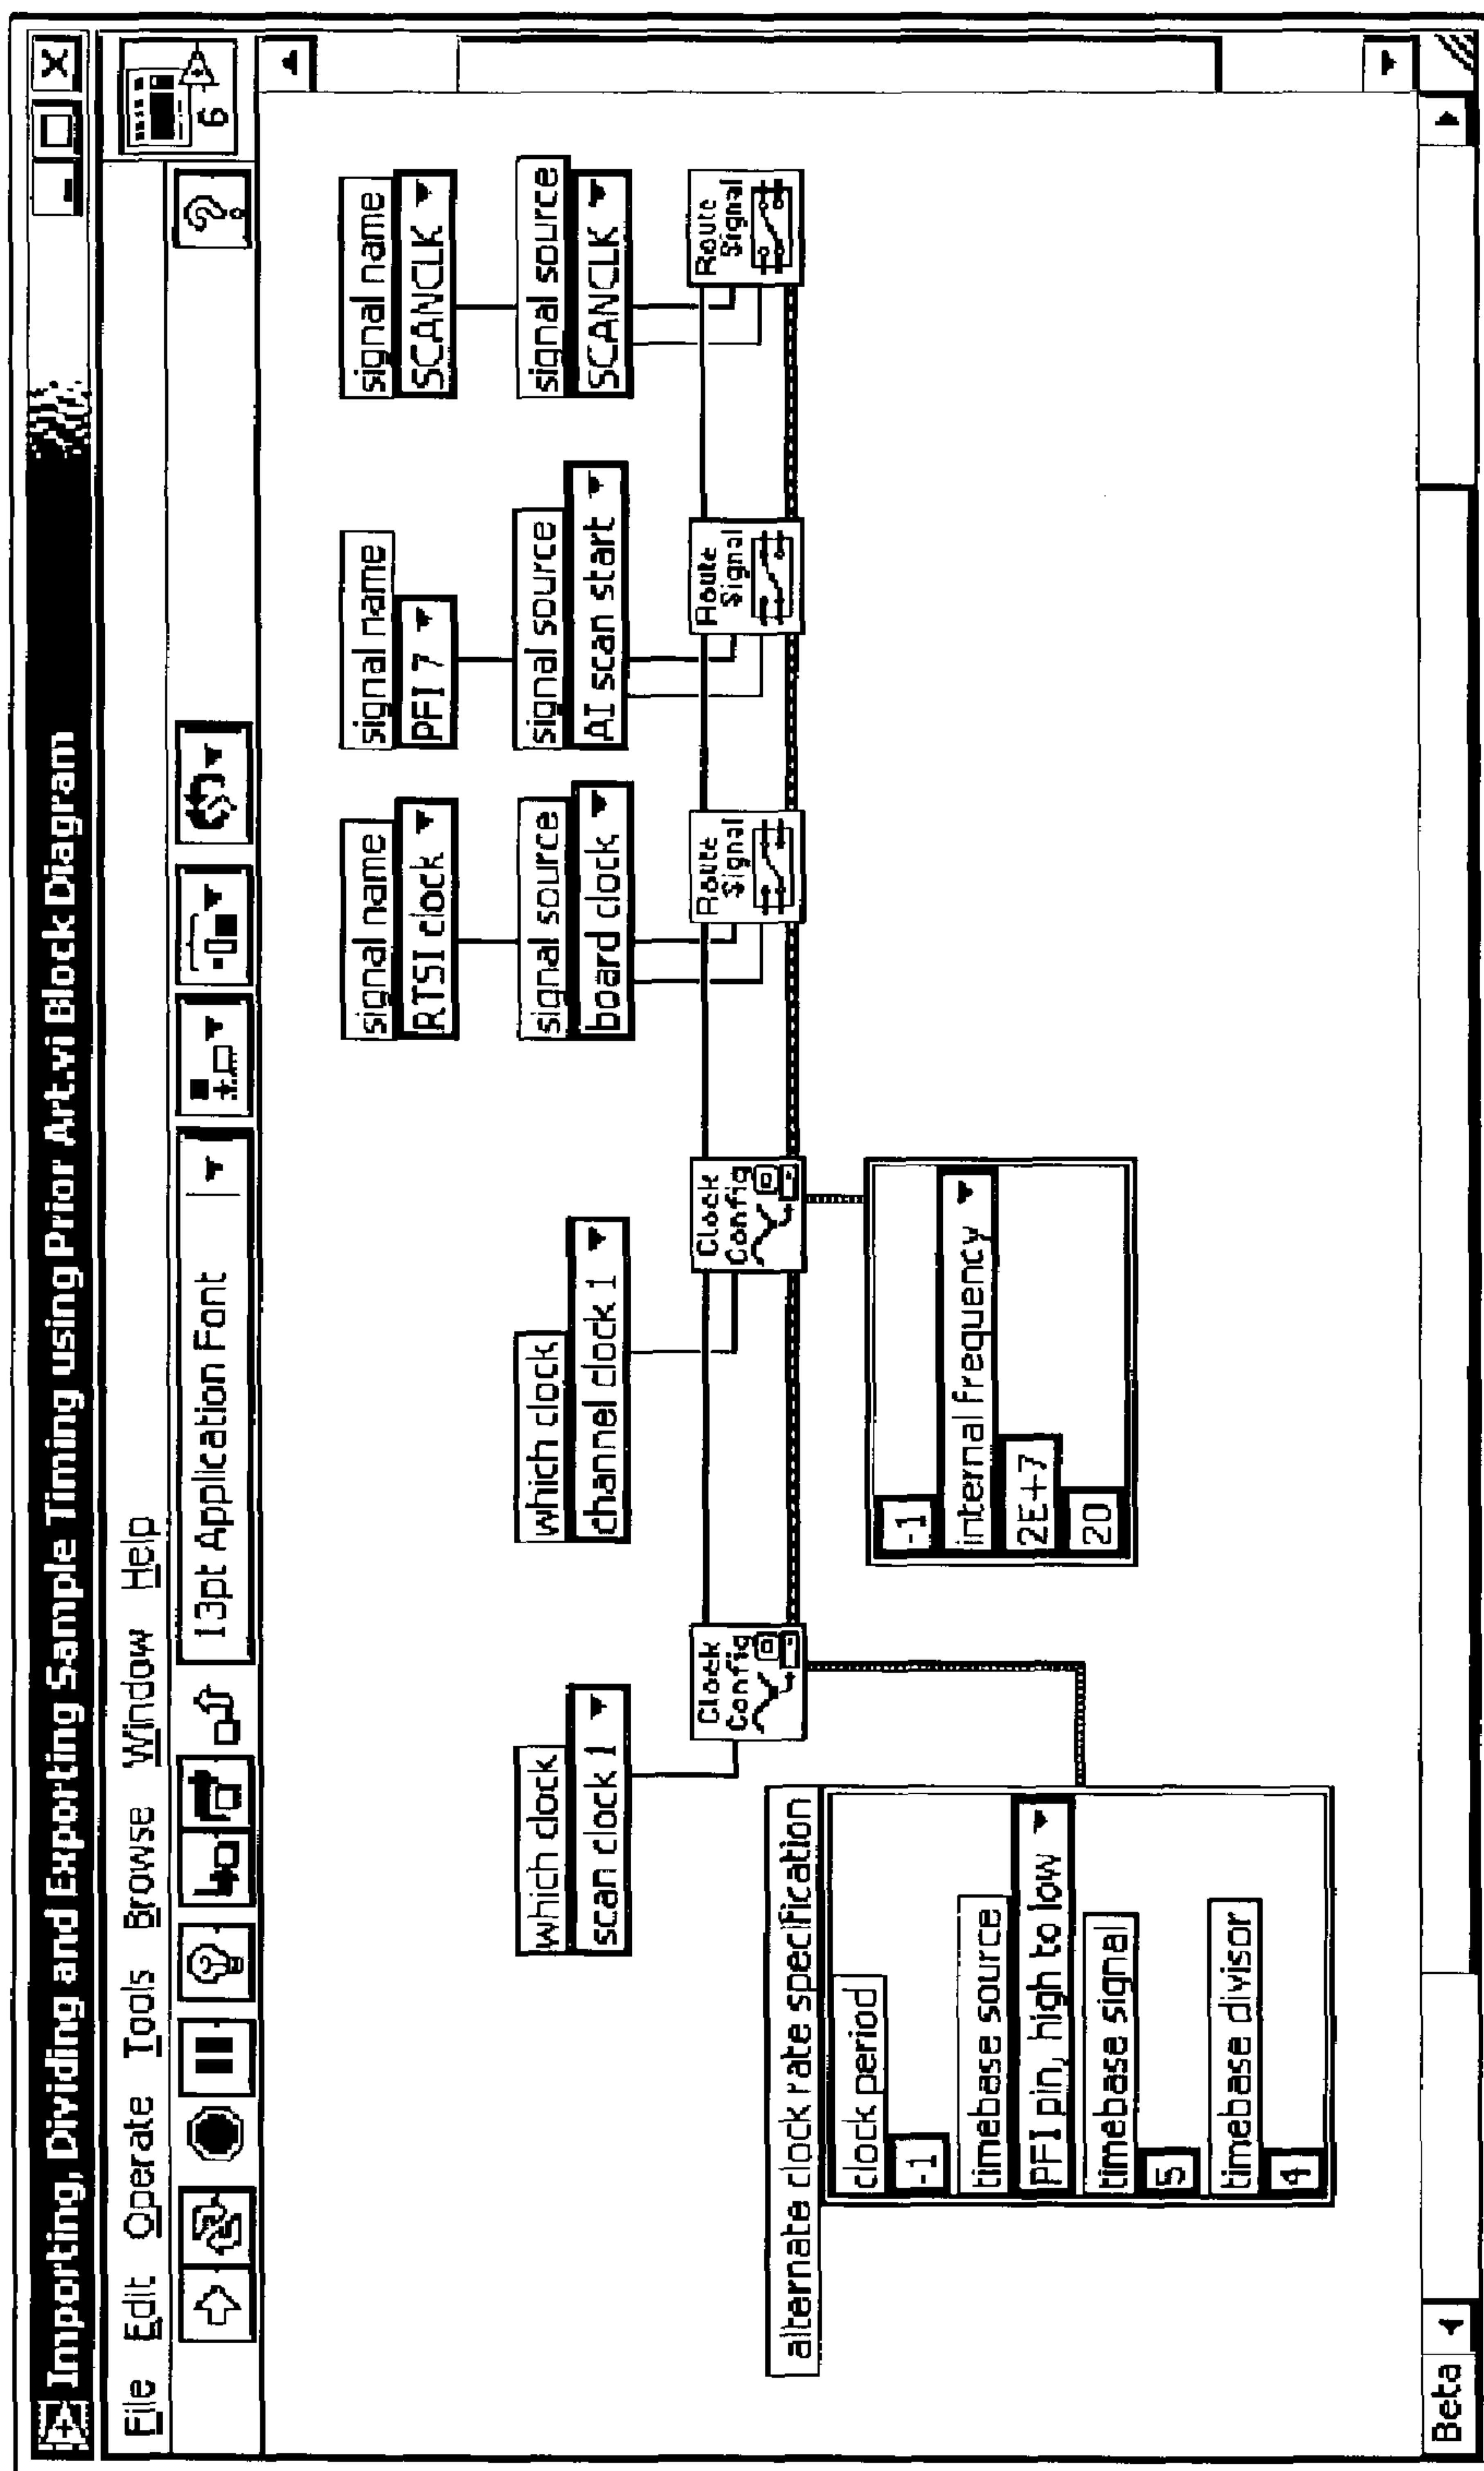 Importing, Dividing and Exporting Sample Timing using Prior Art.vi Block Diagram
File Edit Operate Tools Browse Window Help
13pt Application Font
?
6
which clock
scan clock 1
which clock
channel clock 1
signal name
RTSI clock
signal source
board clock
signal name
PFI 7
signal source
AI scan start
signal name
SCANCLK
signal source
SCANCLK
Clock
Config
Clock
Config
Route
Signal
Route
Signal
Route
Signal
alternate clock rate specification
clock period
-1
timebase source
PFI pin, high to low
timebase signal
5
timebase divisor
4
-1
internal frequency
2E+7
20
Beta